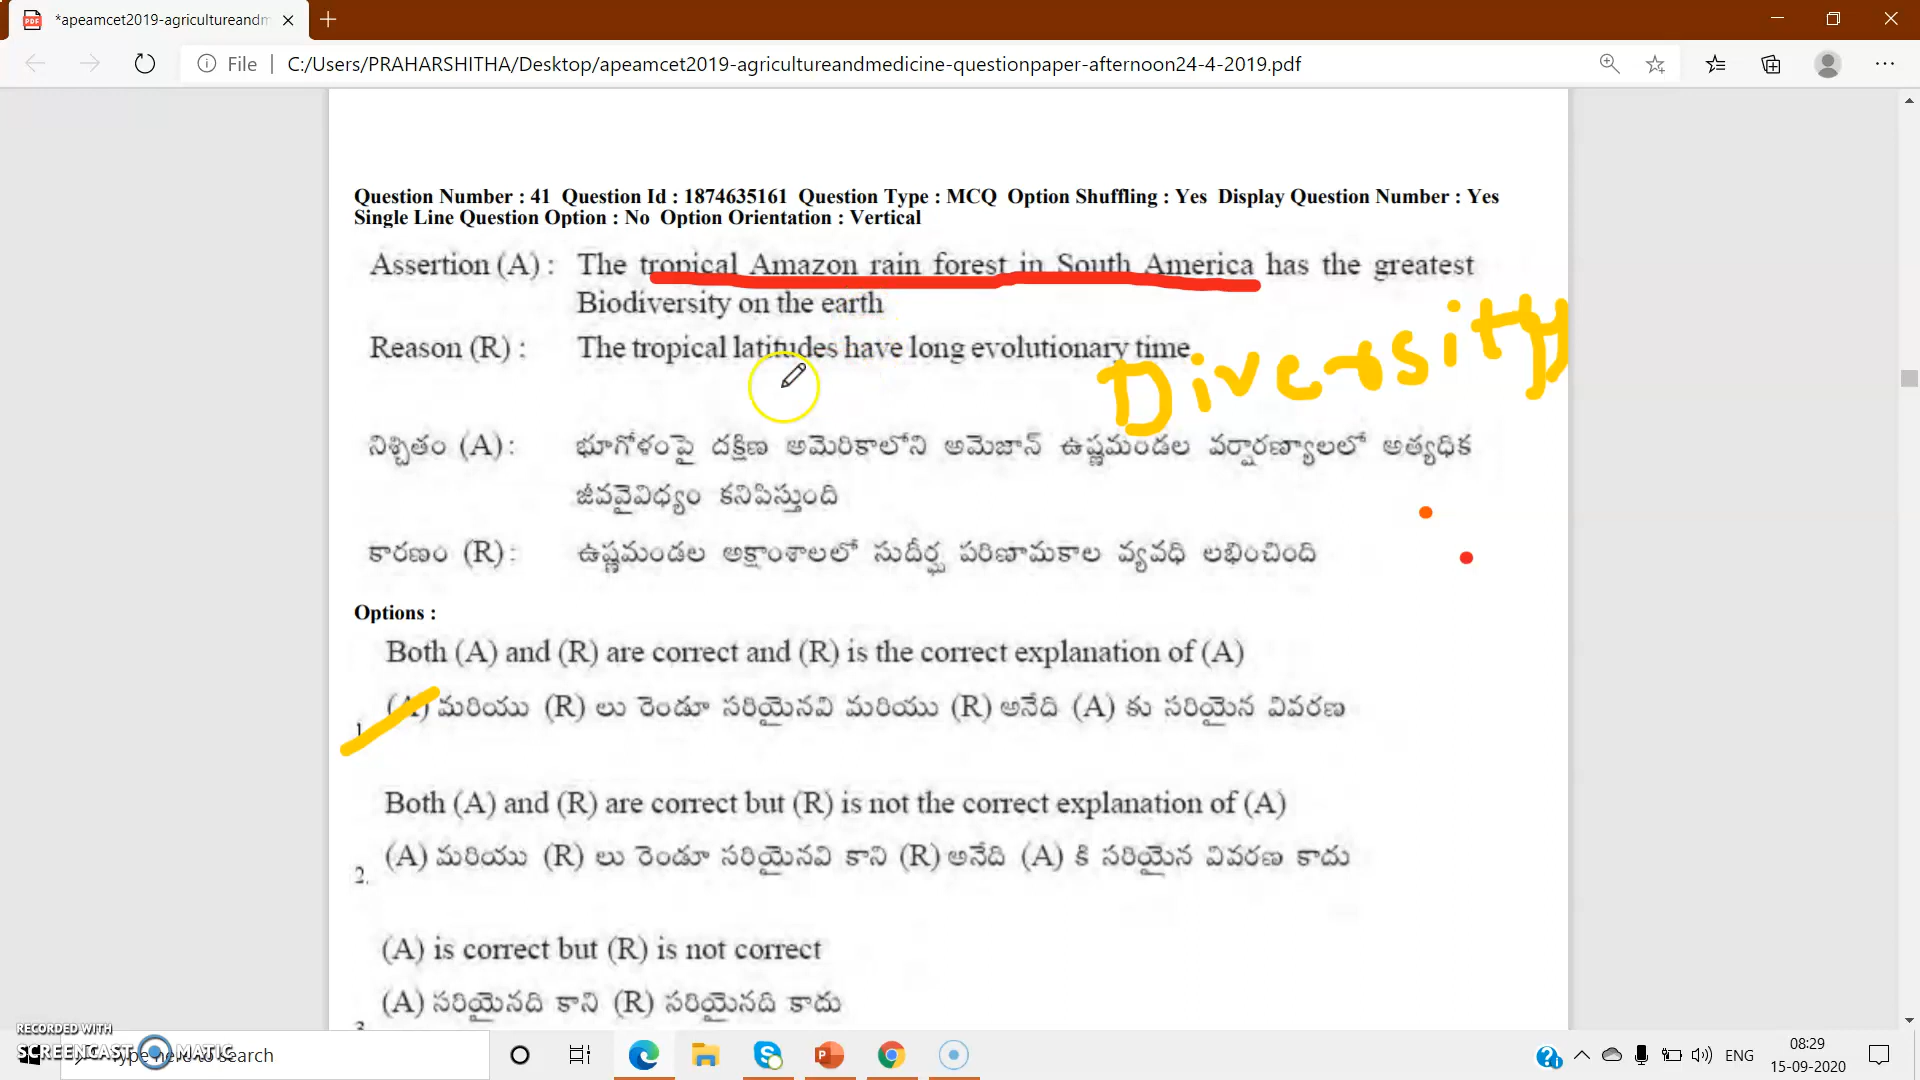 *apeamcet2019-agricultureandm
File
C:/Users/PRAHARSHITHA/Desktop/apeamcet2019-agricultureandmedicine-questionpaper-afternoon24-4-2019.pdf
Question Number : 41 Question Id : 1874635161 Question Type : MCQ Option Shuffling : Yes Display Question Number : Yes
Single Line Question Option : No Option Orientation : Vertical
Assertion (A) : The tropical Amazon rain forest in South America has the greatest
Biodiversity on the earth
Reason (R) : The tropical latitudes have long evolutionary time
Diversity
నిశ్చితం (A) : భూగోళంపై దక్షిణ అమెరికాలోని అమెజాన్ ఉష్ణమండల వర్షారణ్యాలలో అత్యధిక
జీవవైవిధ్యం కనిపిస్తుంది
కారణం (R) : ఉష్ణమండల అక్షాంశాలలో సుదీర్ఘ పరిణామకాల వ్యవధి లభించింది
Options :
Both (A) and (R) are correct and (R) is the correct explanation of (A)
(A) మరియు (R) లు రెండూ సరియైనవి మరియు (R) అనేది (A) కు సరియైన వివరణ
1
Both (A) and (R) are correct but (R) is not the correct explanation of (A)
(A) మరియు (R) లు రెండూ సరియైనవి కాని (R) అనేది (A) కి సరియైన వివరణ కాదు
2.
(A) is correct but (R) is not correct
(A) సరియైనది కాని (R) సరియైనది కాదు
3
RECORDED WITH
SCREENCAST MATIC
Type here to search
ENG
08:29
15-09-2020